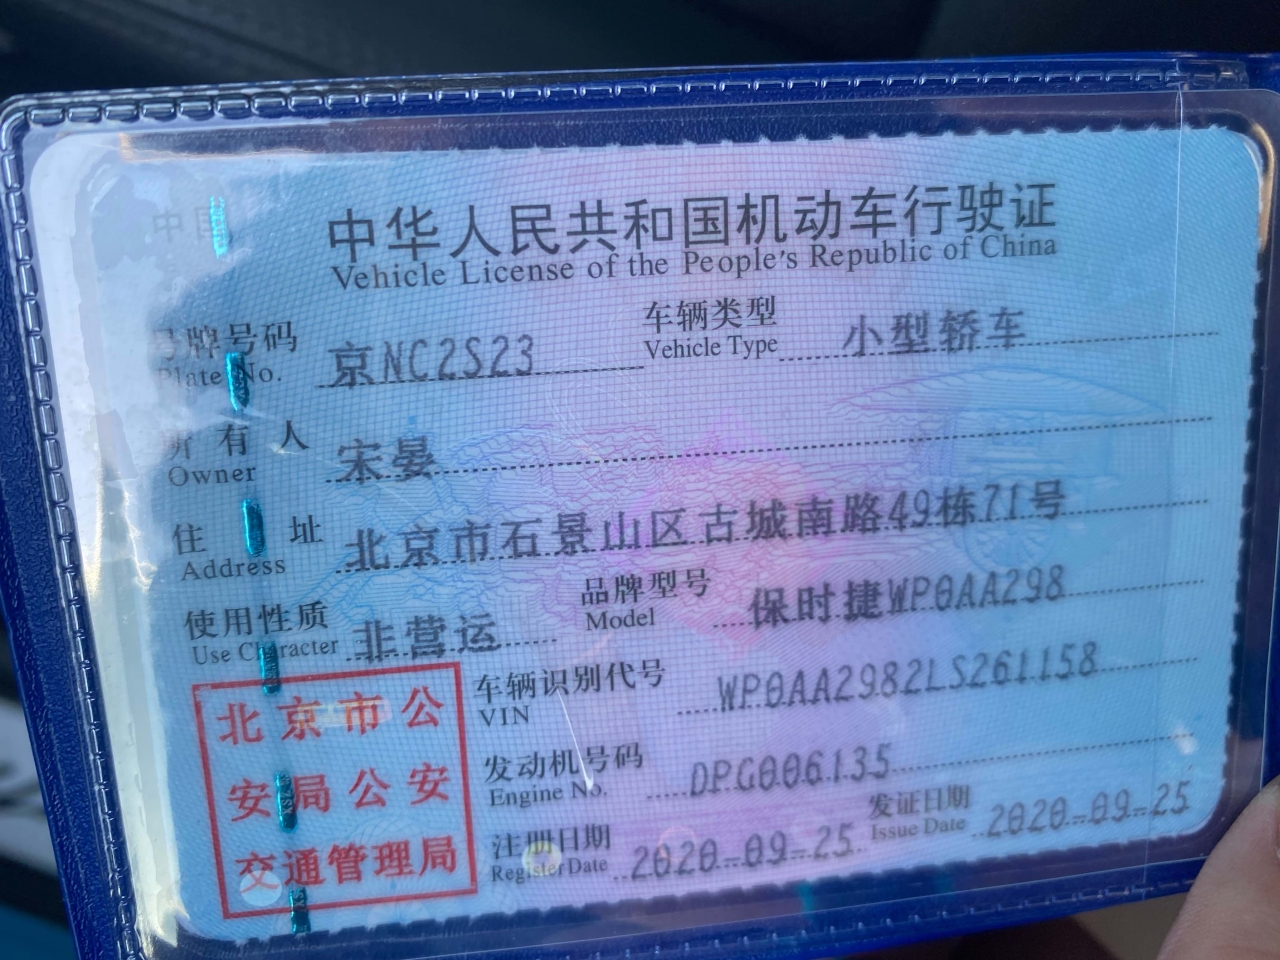 中华人民共和国机动车行驶证
Vehicle License of the People's Republic of China
号牌号码 京NC2S23 车辆类型 小型轿车
Plate No. Vehicle Type
所有人 宋晏
Owner
住址 北京市石景山区古城南路49栋71号
Address
使用性质 非营运 品牌型号 保时捷WP0AA298
Use Character Model
车辆识别代号 WP0AA2982LS261158
VIN
发动机号码 DPG006135
Engine No.
注册日期 2020-09-25 发证日期 2020-09-25
Register Date Issue Date
北京市公
安局公安
交通管理局